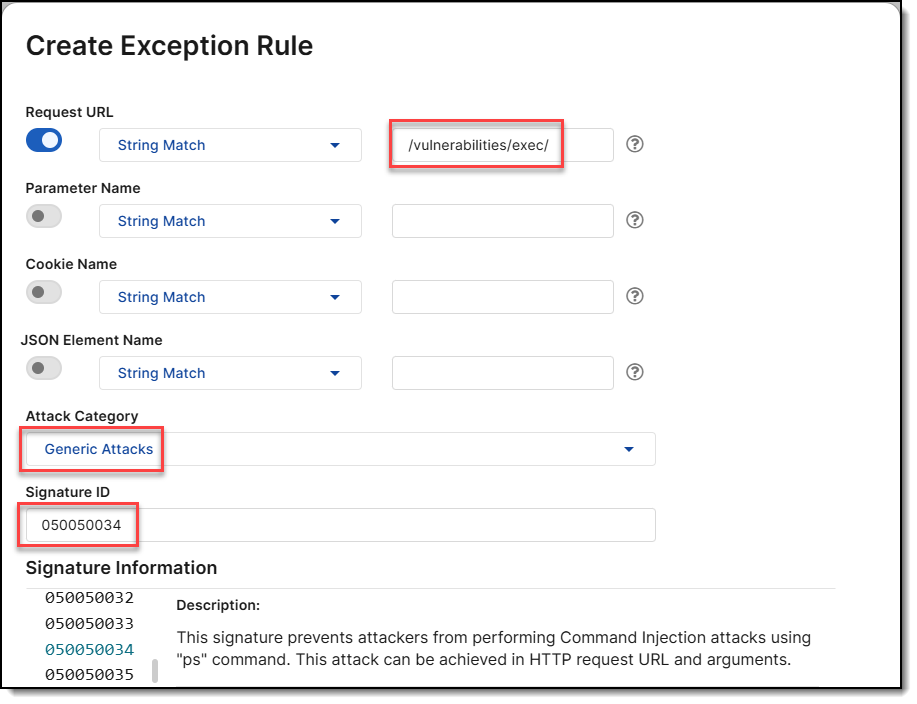 Create Exception Rule
Request URL
String Match /vulnerabilities/exec/ ?
Parameter Name
String Match ?
Cookie Name
String Match ?
JSON Element Name
String Match ?
Attack Category
Generic Attacks
Signature ID
050050034
Signature Information
050050032
050050033
050050034
050050035
Description:
This signature prevents attackers from performing Command Injection attacks using
"ps" command. This attack can be achieved in HTTP request URL and arguments.